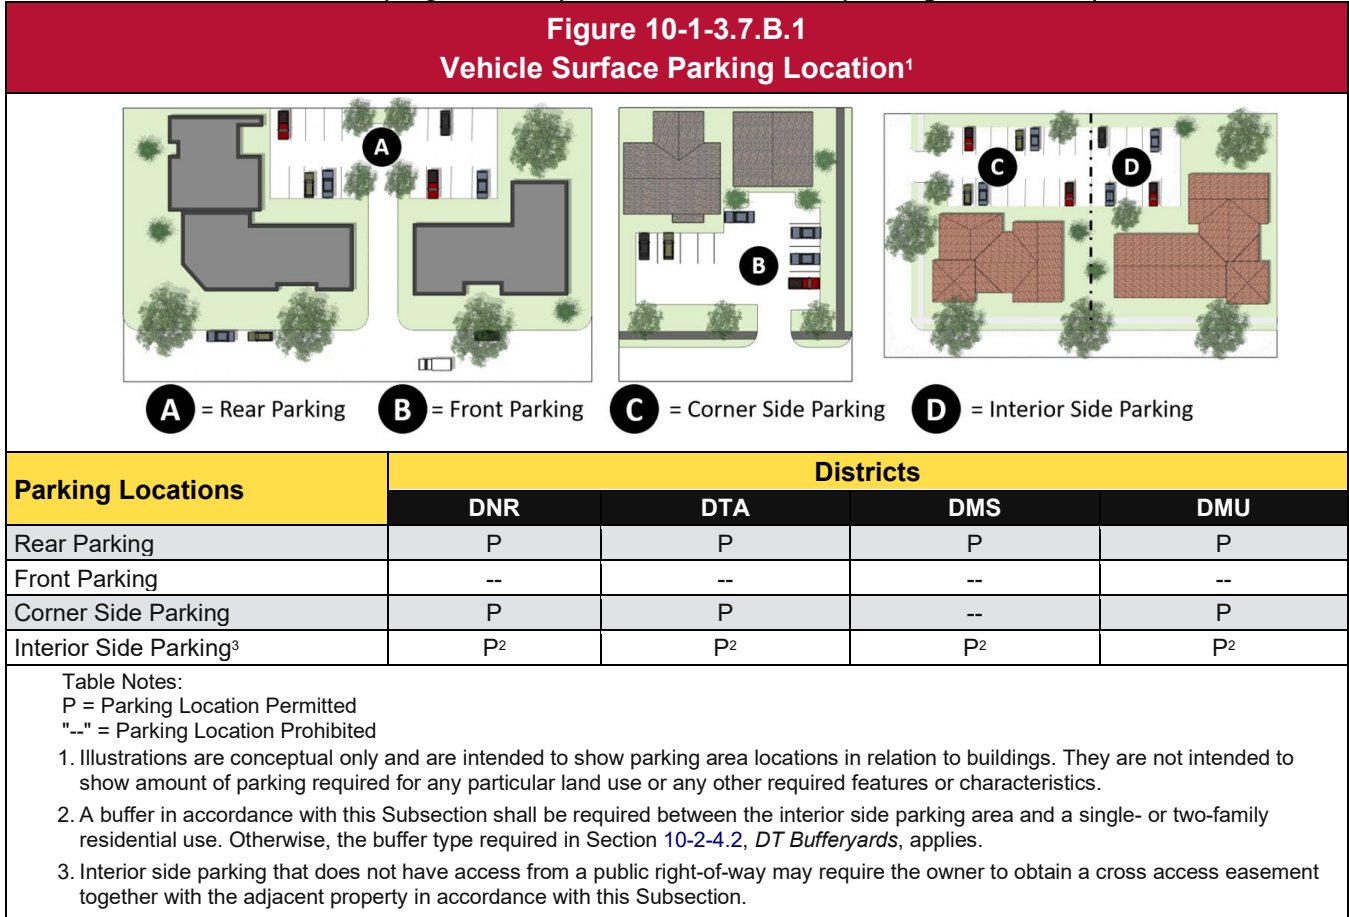 Figure 10-1-3.7.B.1
Vehicle Surface Parking Location1
A
B
C
D
A = Rear Parking B = Front Parking C = Corner Side Parking D = Interior Side Parking
Parking Locations Districts
DNR DTA DMS DMU
Rear Parking P P P P
Front Parking -- -- -- --
Corner Side Parking P P -- P
Interior Side Parking3 P2 P2 P2 P2
Table Notes:
P = Parking Location Permitted
"--" = Parking Location Prohibited
1. Illustrations are conceptual only and are intended to show parking area locations in relation to buildings. They are not intended to
show amount of parking required for any particular land use or any other required features or characteristics.
2. A buffer in accordance with this Subsection shall be required between the interior side parking area and a single- or two-family
residential use. Otherwise, the buffer type required in Section 10-2-4.2, DT Bufferyards, applies.
3. Interior side parking that does not have access from a public right-of-way may require the owner to obtain a cross access easement
together with the adjacent property in accordance with this Subsection.